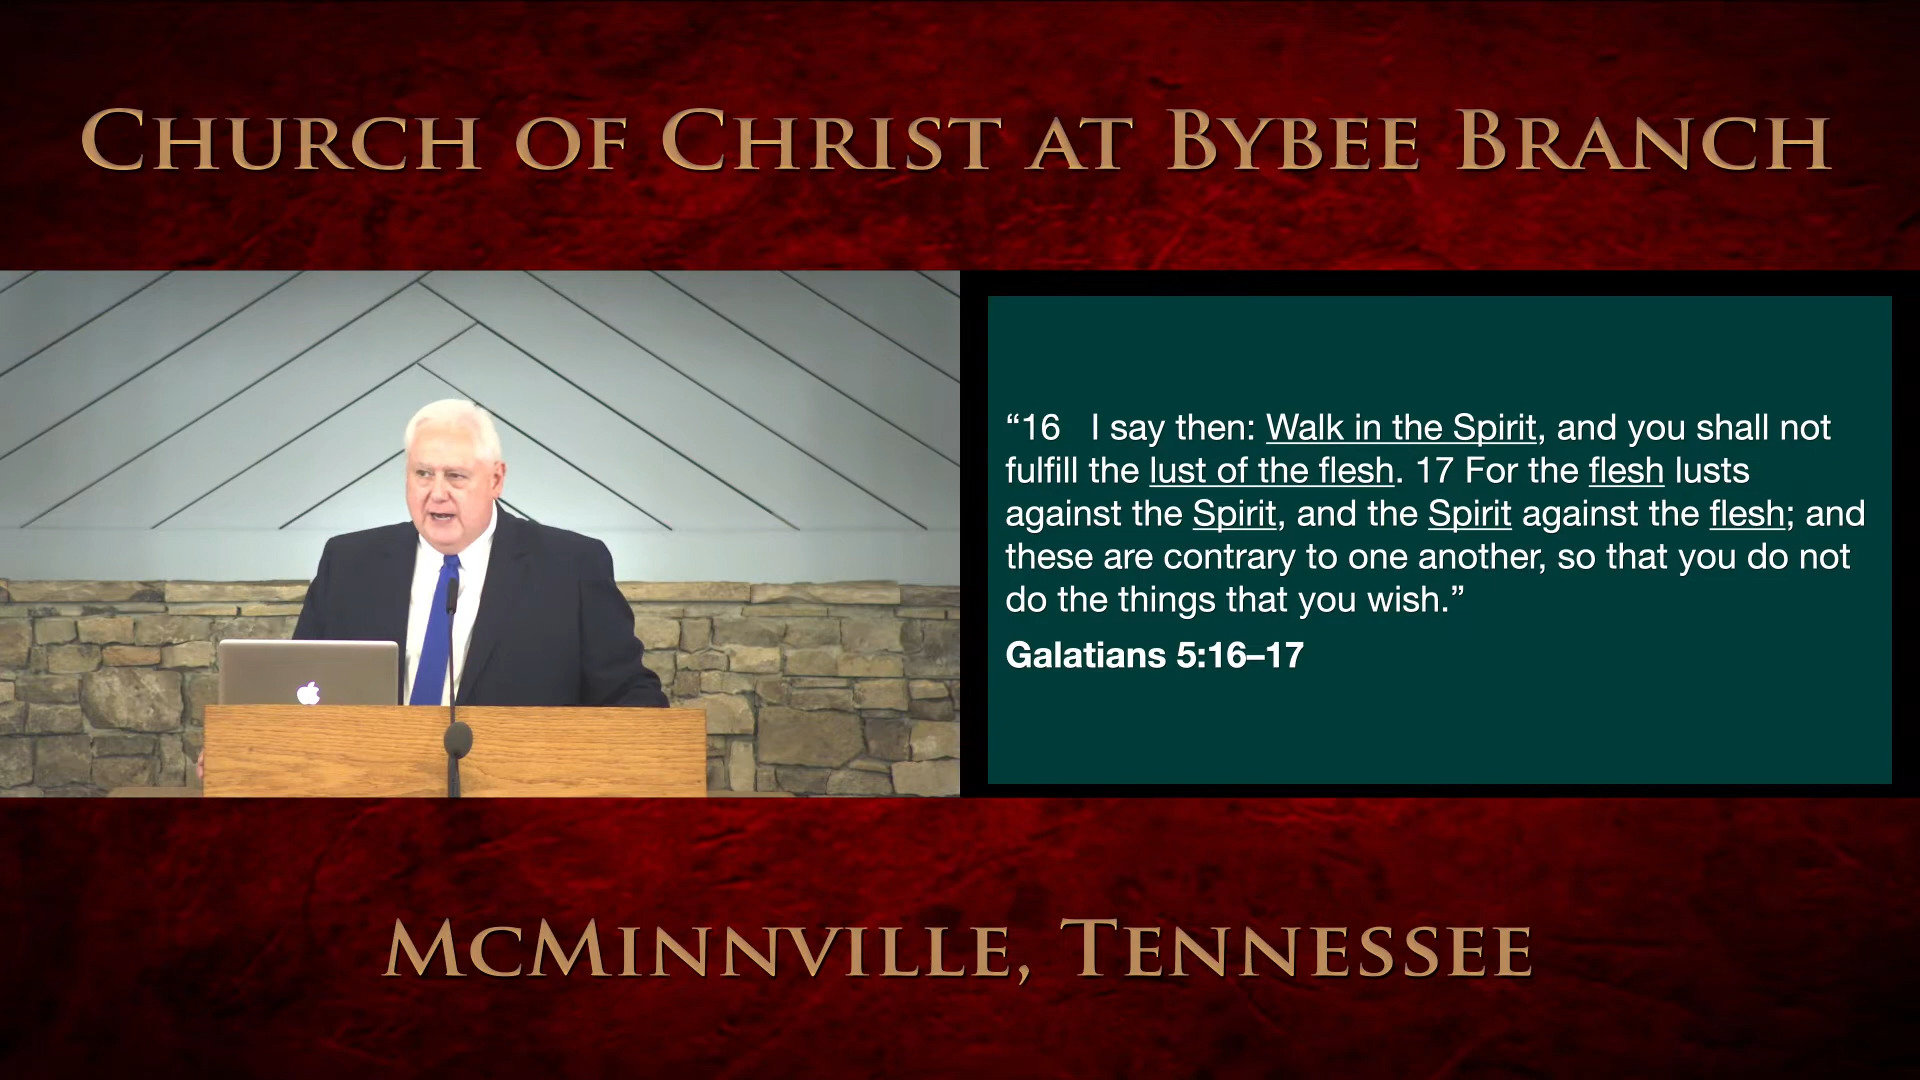 CHURCH OF CHRIST AT BYBEE BRANCH
“16 I say then: Walk in the Spirit, and you shall not
fulfill the lust of the flesh. 17 For the flesh lusts
against the Spirit, and the Spirit against the flesh; and
these are contrary to one another, so that you do not
do the things that you wish.”
Galatians 5:16–17
MCMINNVILLE, TENNESSEE